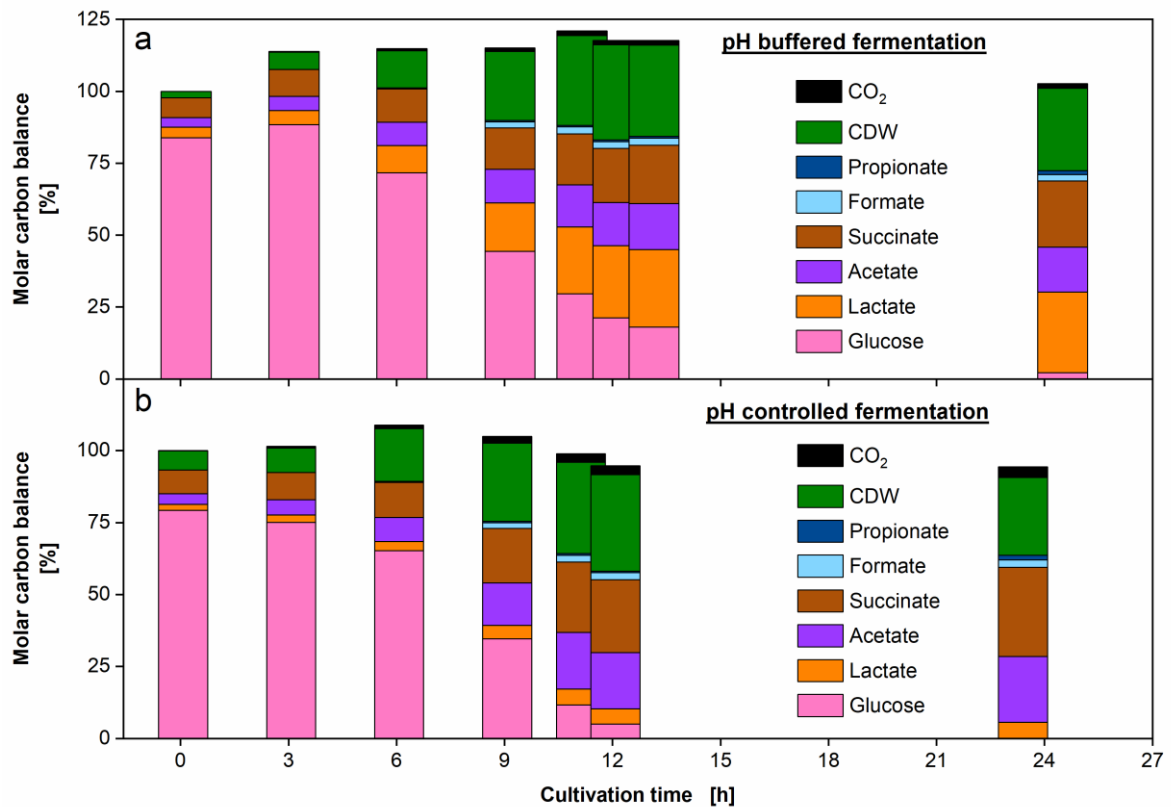 a
pH buffered fermentation
125
100
75
50
25
0
Molar carbon balance
[%]
CO₂
CDW
Propionate
Formate
Succinate
Acetate
Lactate
Glucose
b
pH controlled fermentation
100
75
50
25
0
Molar carbon balance
[%]
CO₂
CDW
Propionate
Formate
Succinate
Acetate
Lactate
Glucose
0 3 6 9 12 15 18 21 24 27
Cultivation time [h]